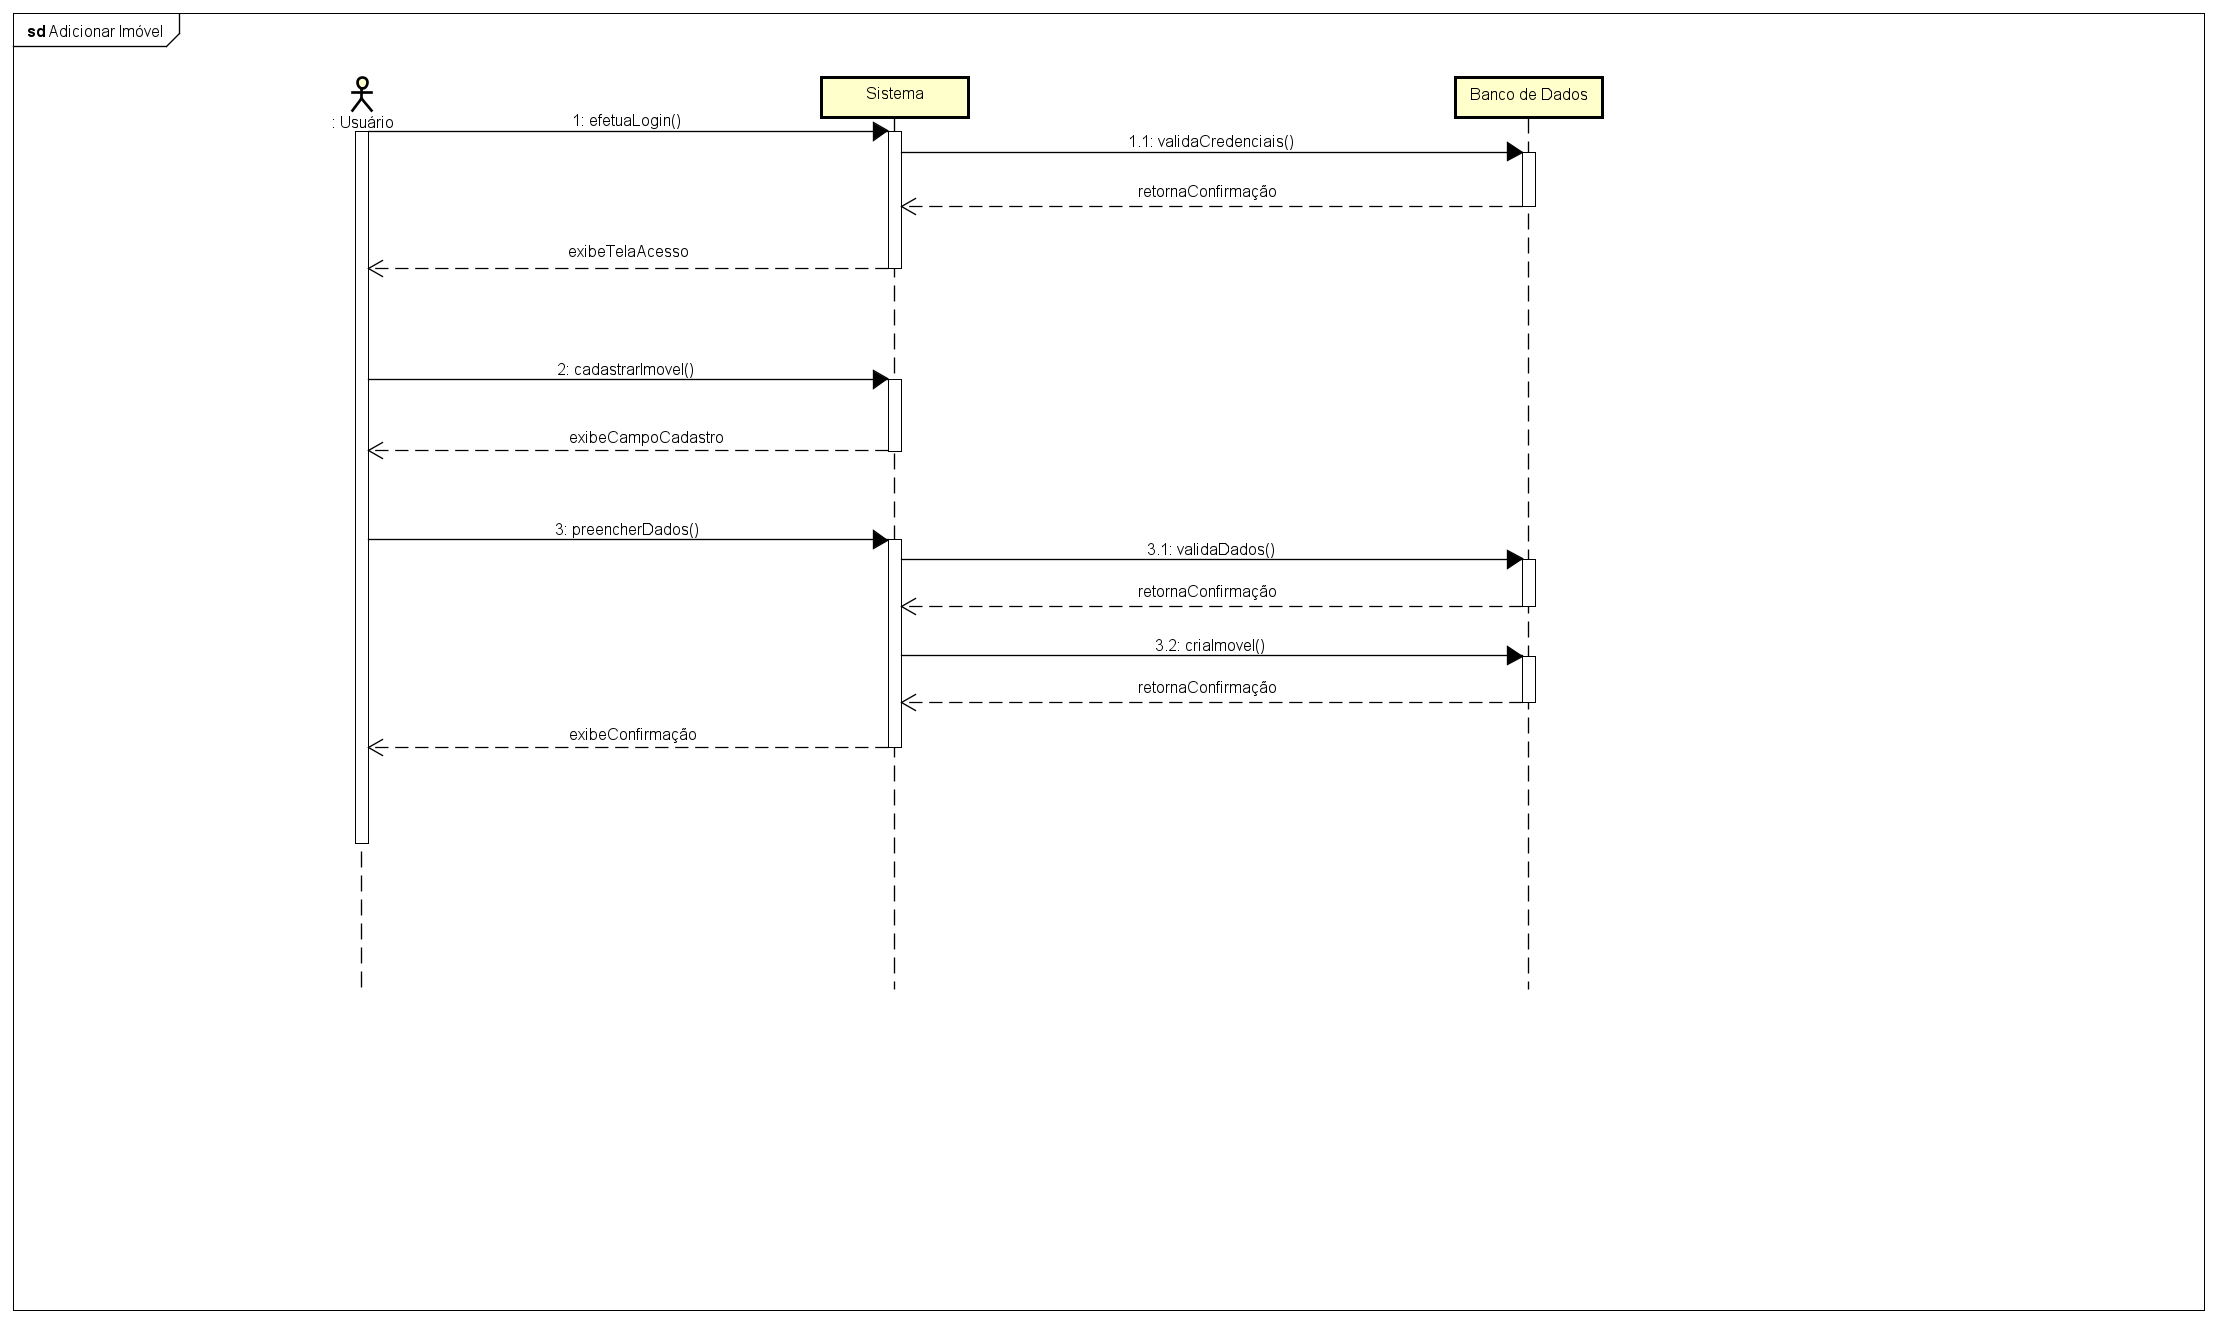 sd Adicionar Imóvel
: Usuário
Sistema
Banco de Dados
1: efetuaLogin()
1.1: validaCredenciais()
retornaConfirmação
exibeTelaAcesso
2: cadastrarImovel()
exibeCampoCadastro
3: preencherDados()
3.1: validaDados()
retornaConfirmação
3.2: criaImovel()
retornaConfirmação
exibeConfirmação